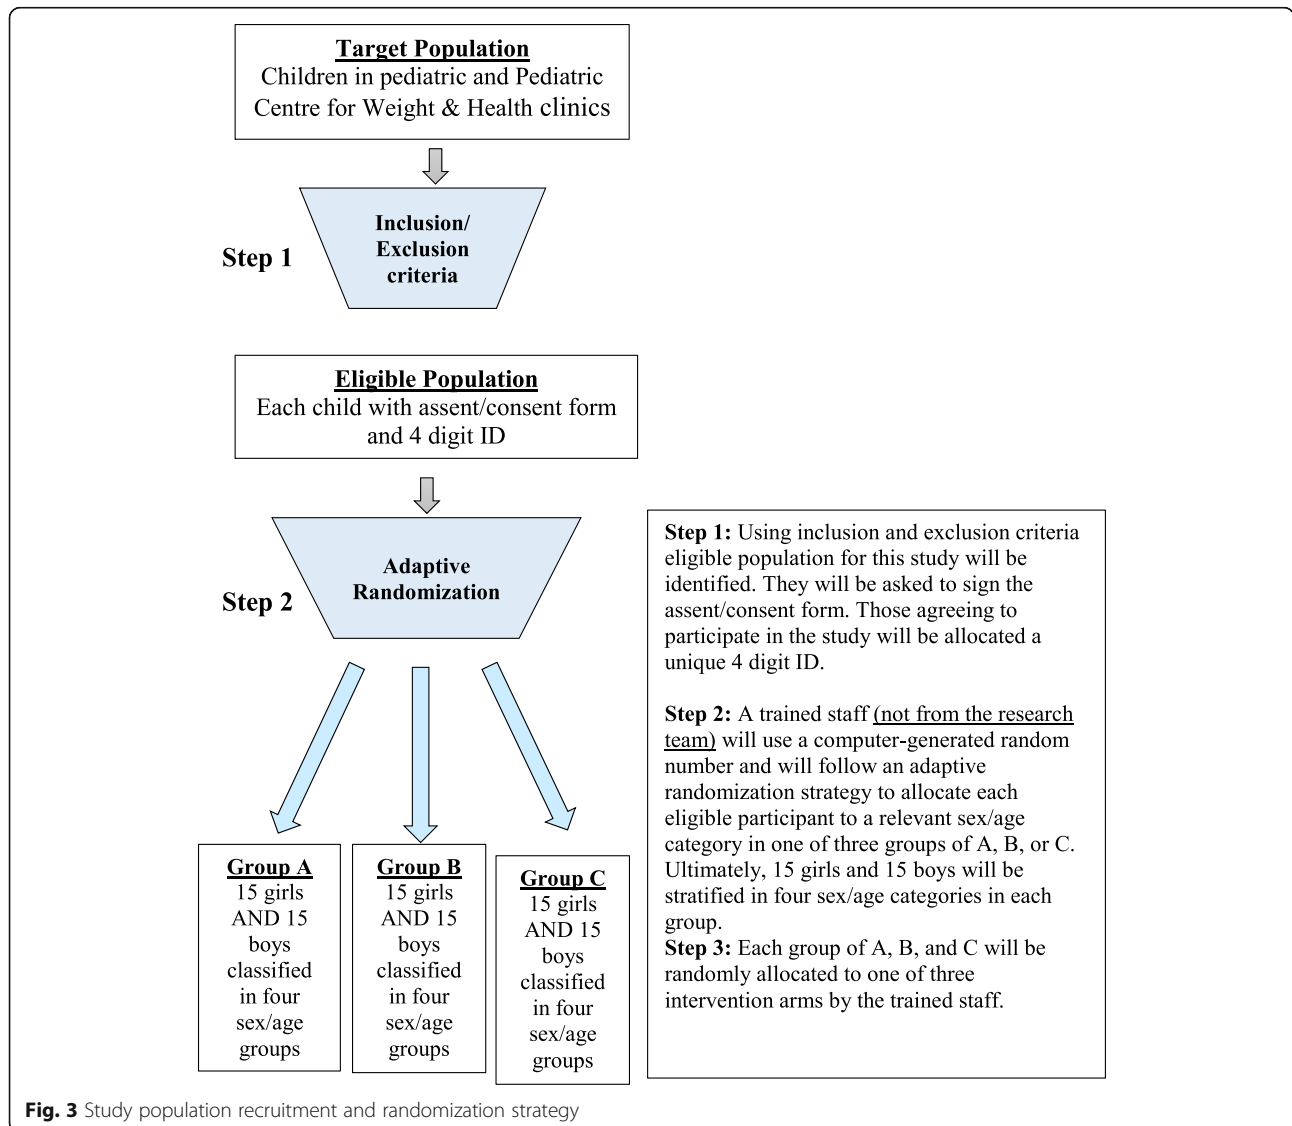 Target Population
Children in pediatric and Pediatric
Centre for Weight & Health clinics
Inclusion/
Exclusion
criteria
Step 1
Eligible Population
Each child with assent/consent form
and 4 digit ID
Adaptive
Randomization
Step 2
Group A
15 girls
AND 15
boys
classified
in four
sex/age
groups
Group B
15 girls
AND 15
boys
classified
in four
sex/age
groups
Group C
15 girls
AND 15
boys
classified
in four
sex/age
groups
Step 1: Using inclusion and exclusion criteria
eligible population for this study will be
identified. They will be asked to sign the
assent/consent form. Those agreeing to
participate in the study will be allocated a
unique 4 digit ID.
Step 2: A trained staff (not from the research
team) will use a computer-generated random
number and will follow an adaptive
randomization strategy to allocate each
eligible participant to a relevant sex/age
category in one of three groups of A, B, or C.
Ultimately, 15 girls and 15 boys will be
stratified in four sex/age categories in each
group.
Step 3: Each group of A, B, and C will be
randomly allocated to one of three
intervention arms by the trained staff.
Fig. 3 Study population recruitment and randomization strategy